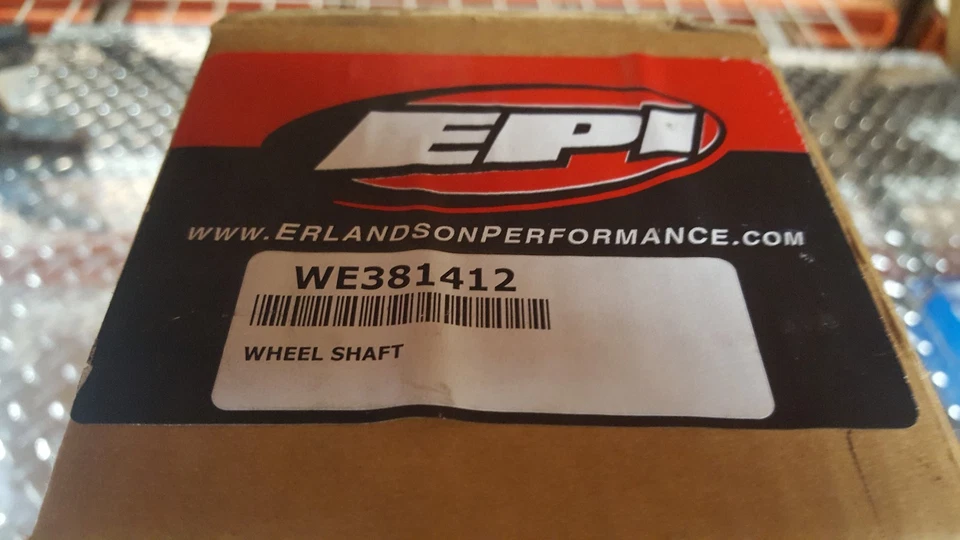 EPI
www.ErlandsonPerformance.com
WE381412
WHEEL SHAFT